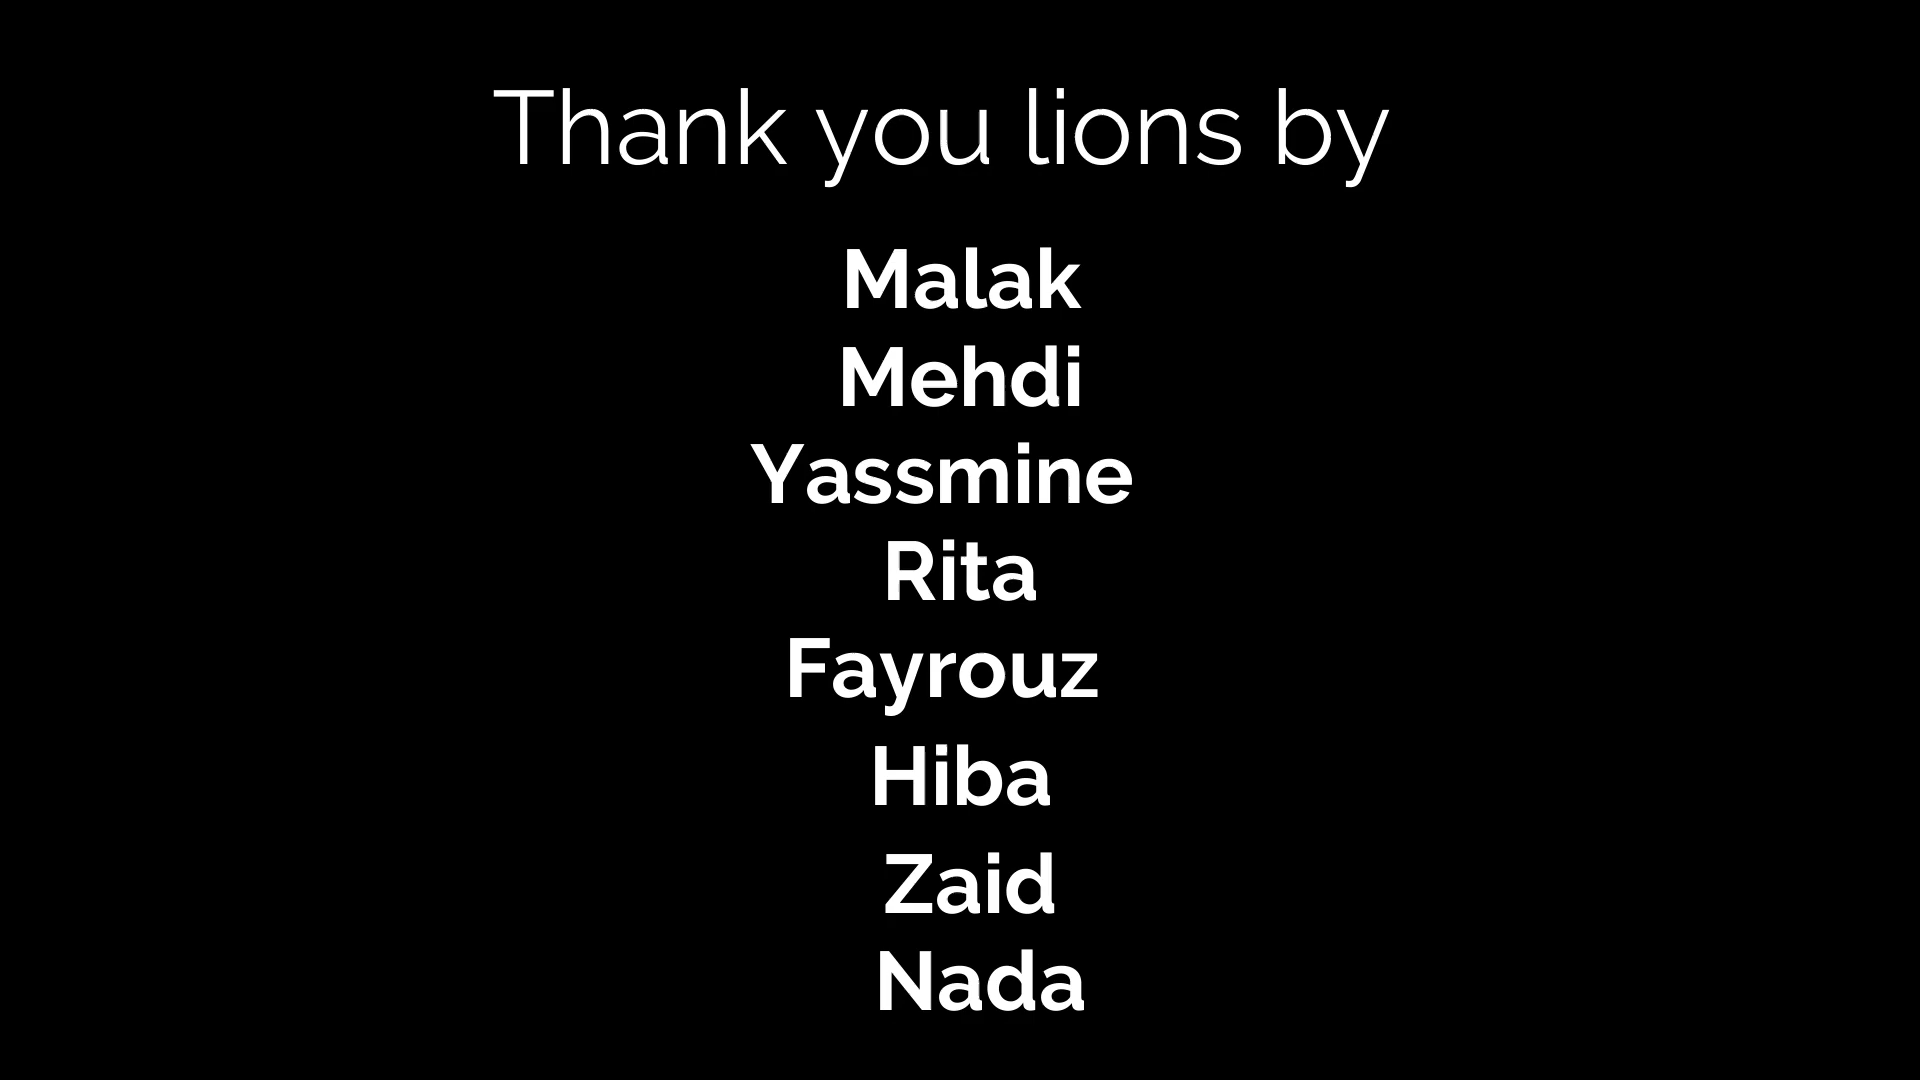 Thank you lions by
Malak
Mehdi
Yassmine
Rita
Fayrouz
Hiba
Zaid
Nada